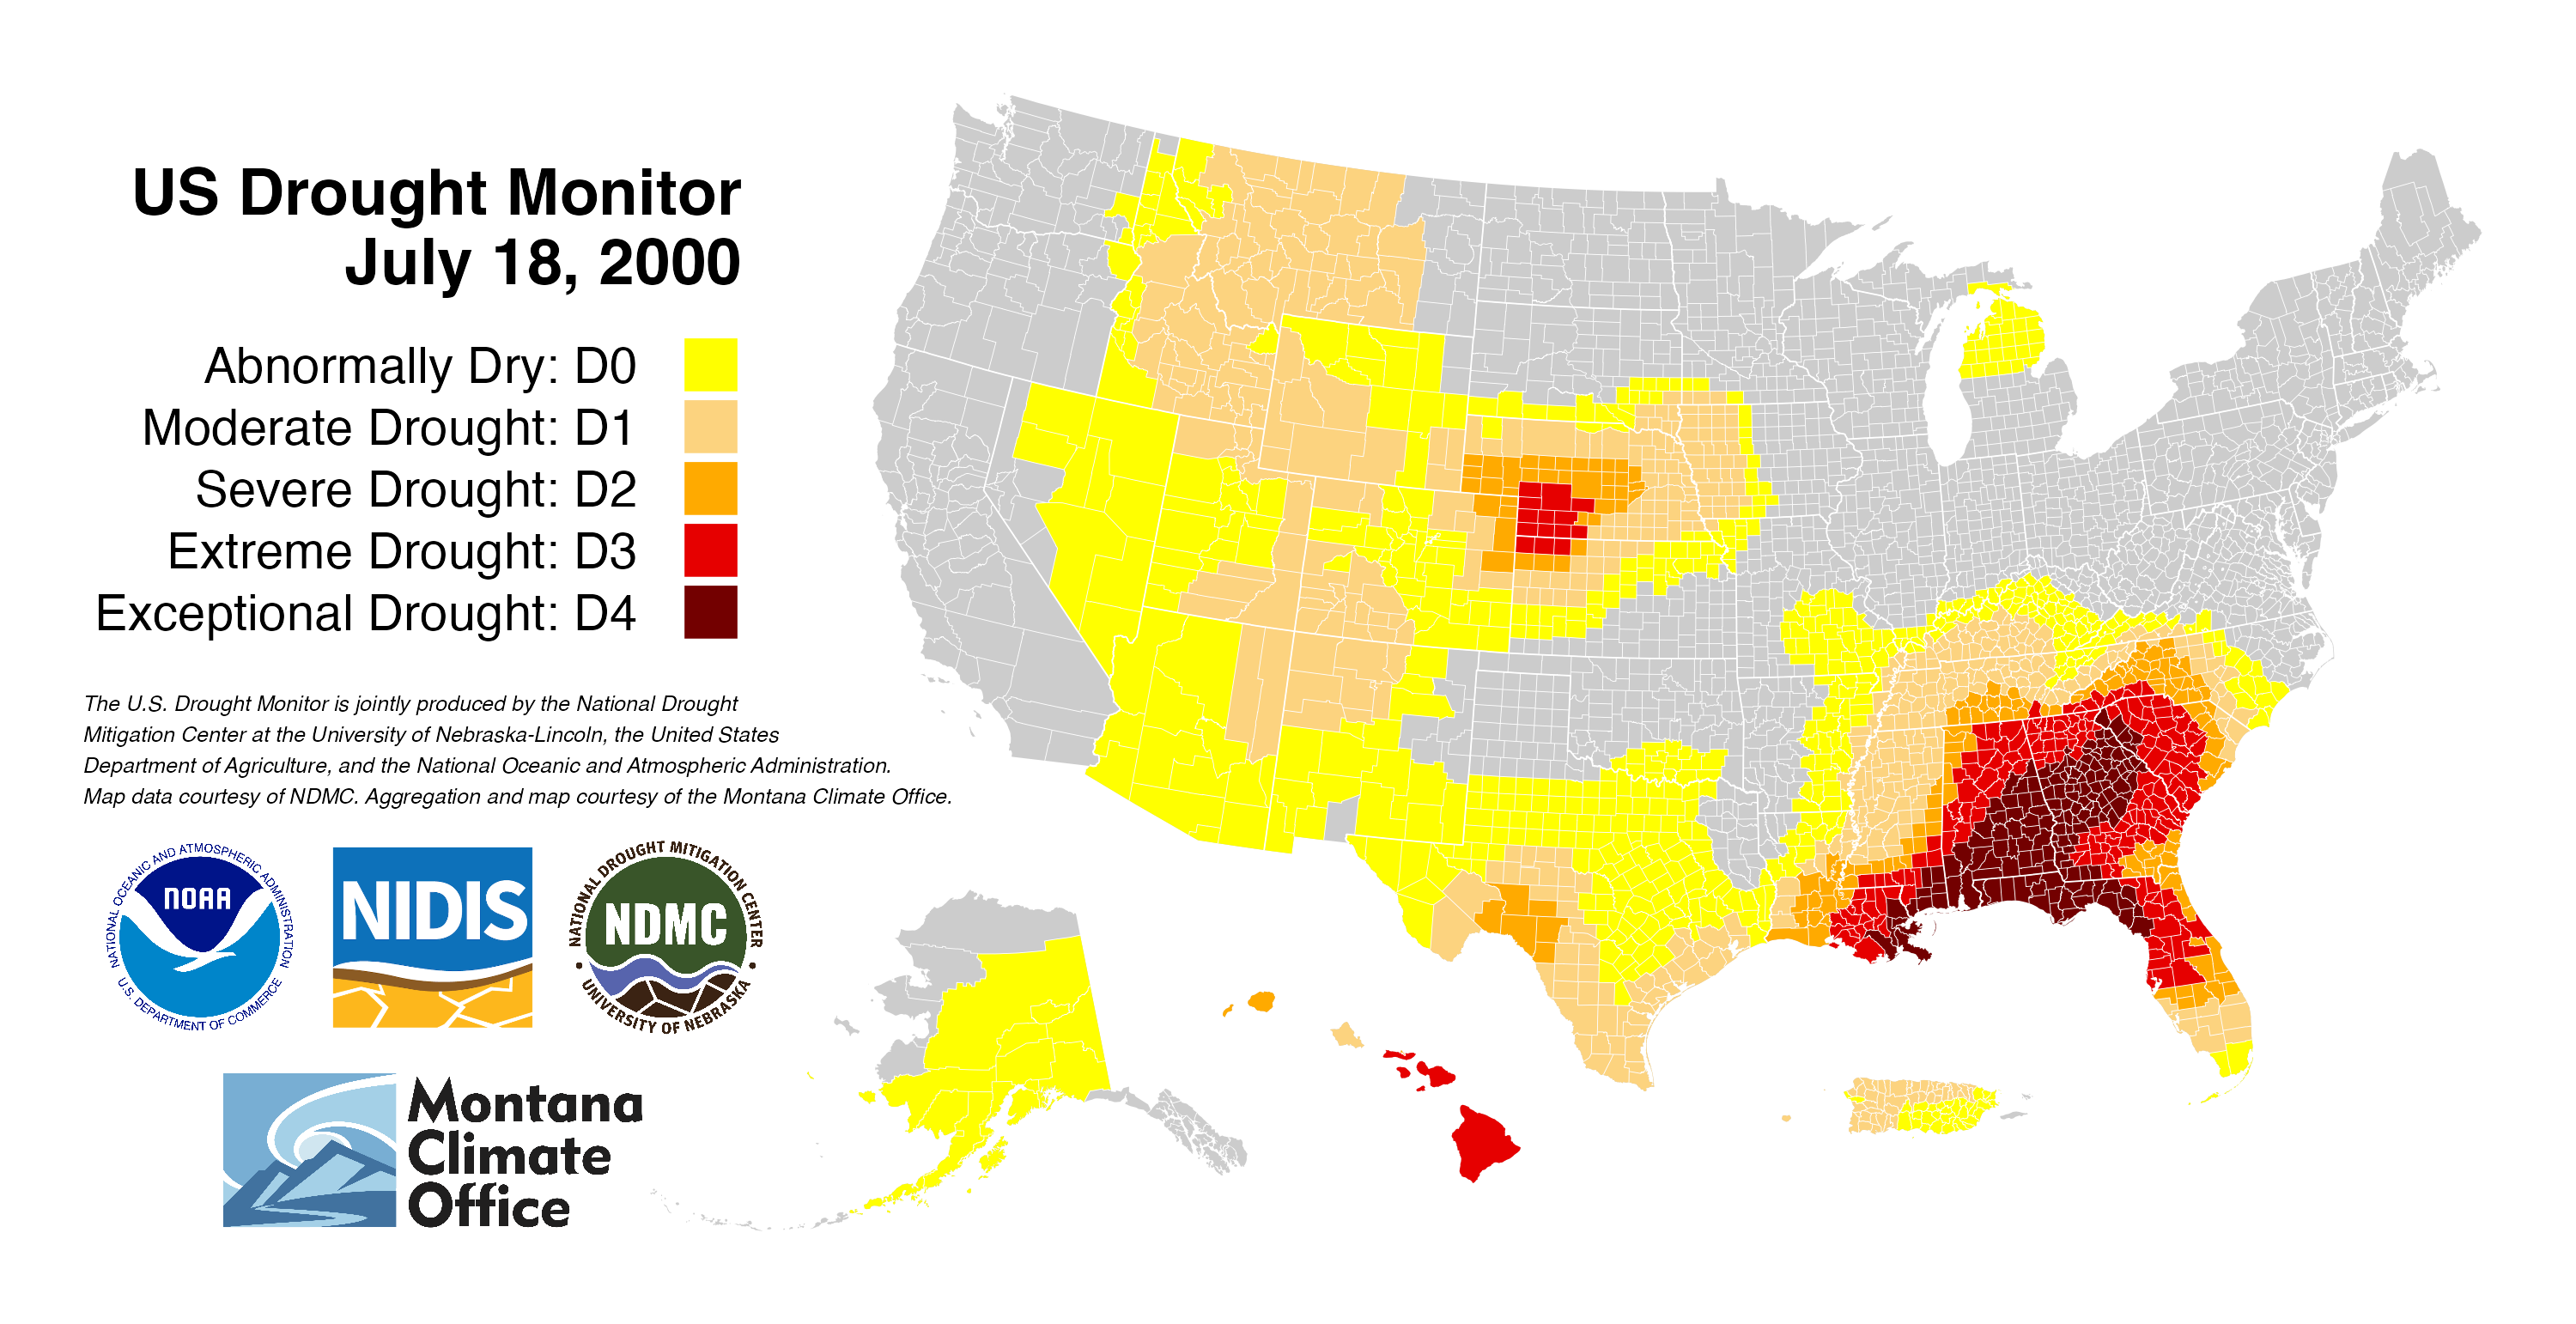 US Drought Monitor
July 18, 2000
Abnormally Dry: D0
Moderate Drought: D1
Severe Drought: D2
Extreme Drought: D3
Exceptional Drought: D4
The U.S. Drought Monitor is jointly produced by the National Drought
Mitigation Center at the University of Nebraska-Lincoln, the United States
Department of Agriculture, and the National Oceanic and Atmospheric Administration.
Map data courtesy of NDMC. Aggregation and map courtesy of the Montana Climate Office.
NATIONAL OCEANIC AND ATMOSPHERIC ADMINISTRATION
NOAA
U.S. DEPARTMENT OF COMMERCE
NIDIS
NATIONAL DROUGHT MITIGATION CENTER
NDMC
UNIVERSITY OF NEBRASKA
Montana
Climate
Office